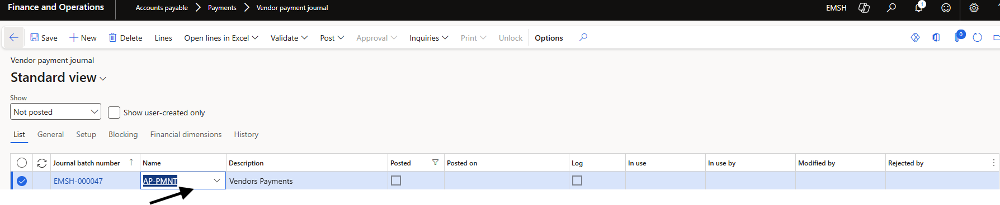 Finance and Operations Accounts payable Payments Vendor payment journal EMSH 1
Save New Delete Lines Open lines in Excel Validate Post Approval Inquiries Print Unlock Options 0
Vendor payment journal
Standard view
Show
Not posted Show user-created only
List General Setup Blocking Financial dimensions History
Journal batch number Name Description Posted Posted on Log In use In use by Modified by Rejected by
EMSH-000047 AP-PMNT Vendors Payments